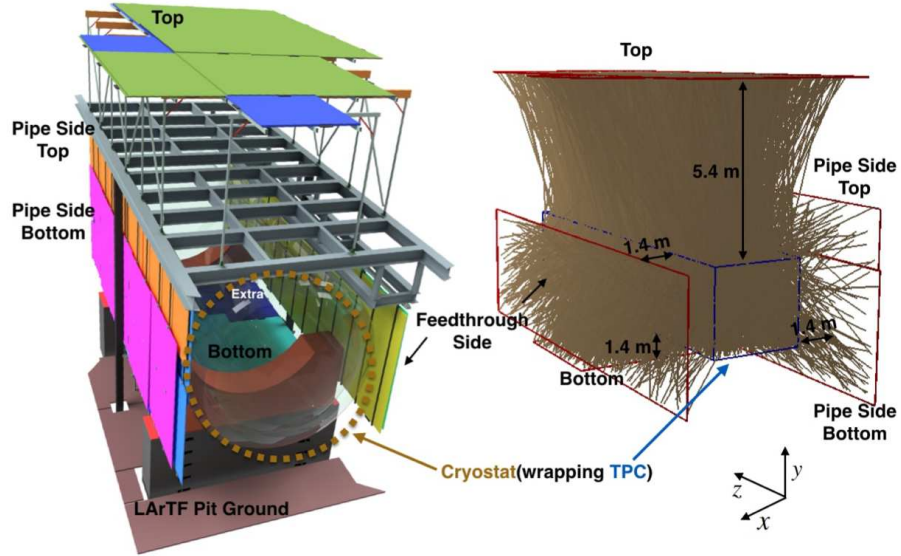 Top
Pipe Side
Top
Pipe Side
Bottom
Extra
Bottom
Feedthrough
Side
Cryostat(wrapping TPC)
LArTF Pit Ground
Top
5.4 m
Pipe Side
Top
1.4 m
1.4 m
1.4 m
Bottom
Pipe Side
Bottom
y
z
x